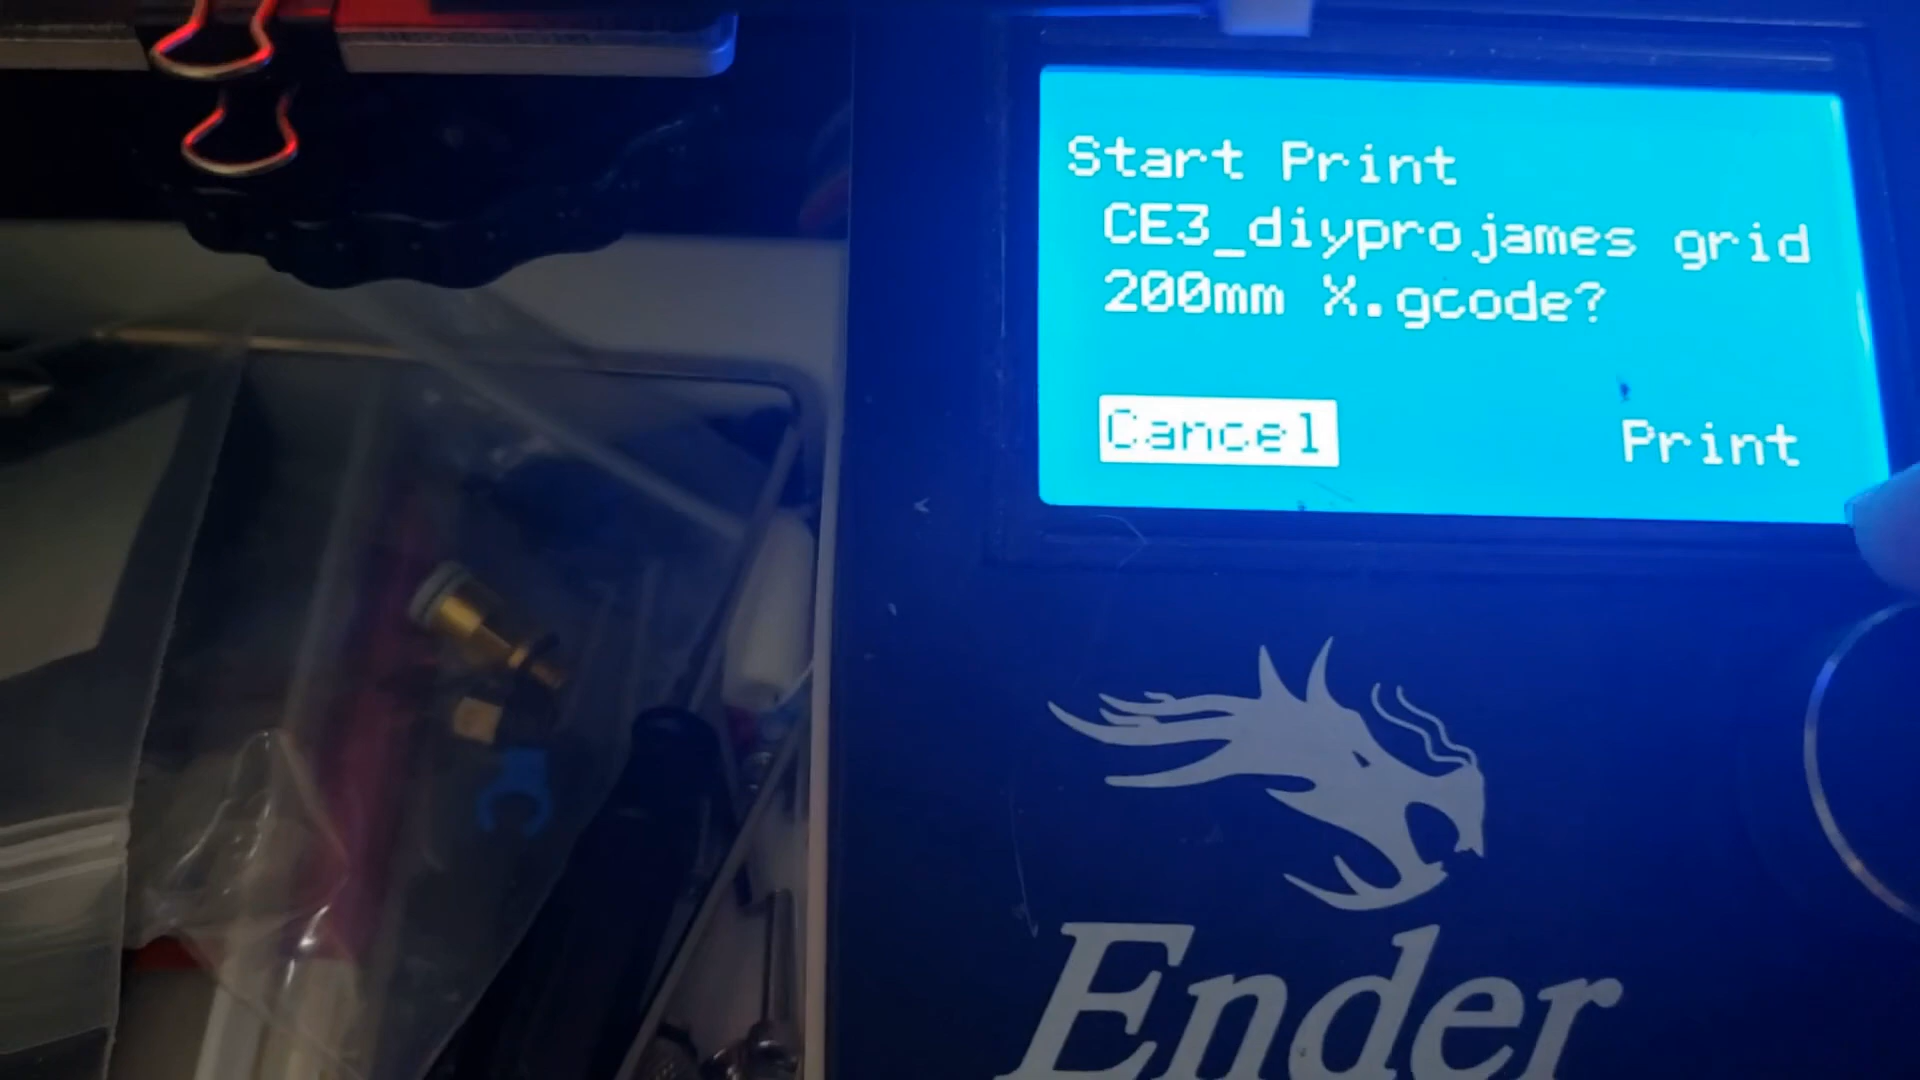 Start Print
CE3_diyprojames grid
200mm X.gcode?
Cancel Print
Ender